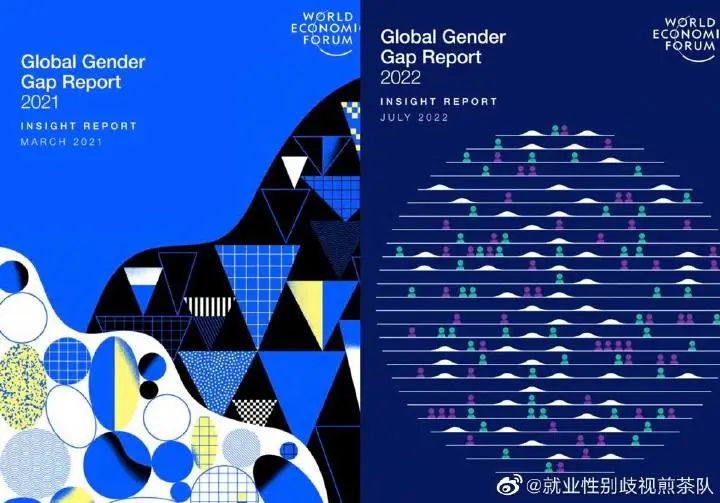 WORLD
ECONOMIC
FORUM
Global Gender
Gap Report
2021
INSIGHT REPORT
MARCH 2021
WORLD
ECONOMIC
FORUM
Global Gender
Gap Report
2022
INSIGHT REPORT
JULY 2022
@就业性别歧视煎茶队